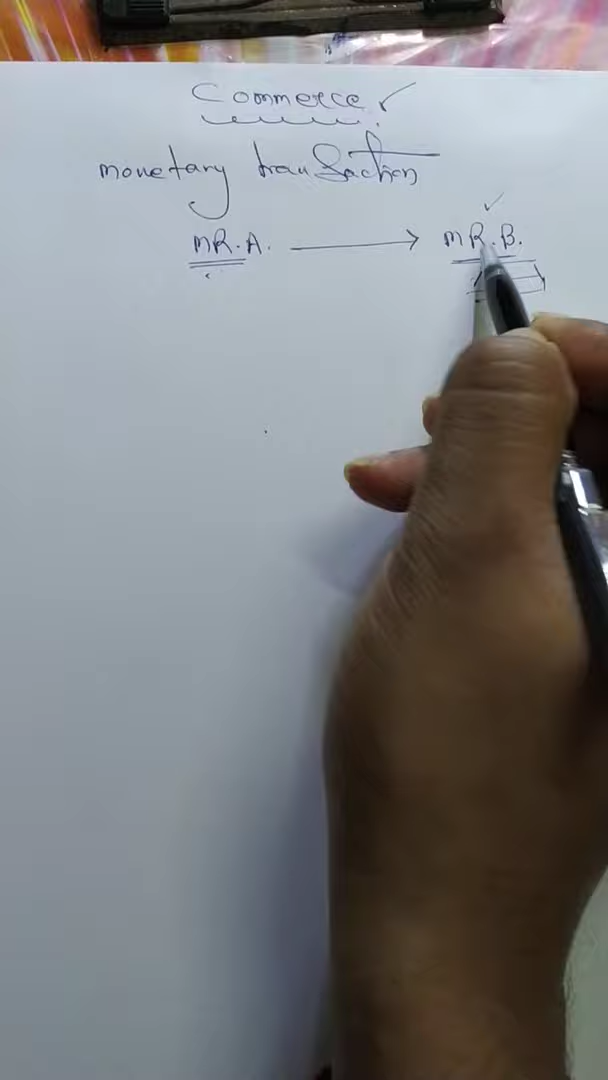 Commerce ✓
monetary transaction
MR. A. → MR. B.